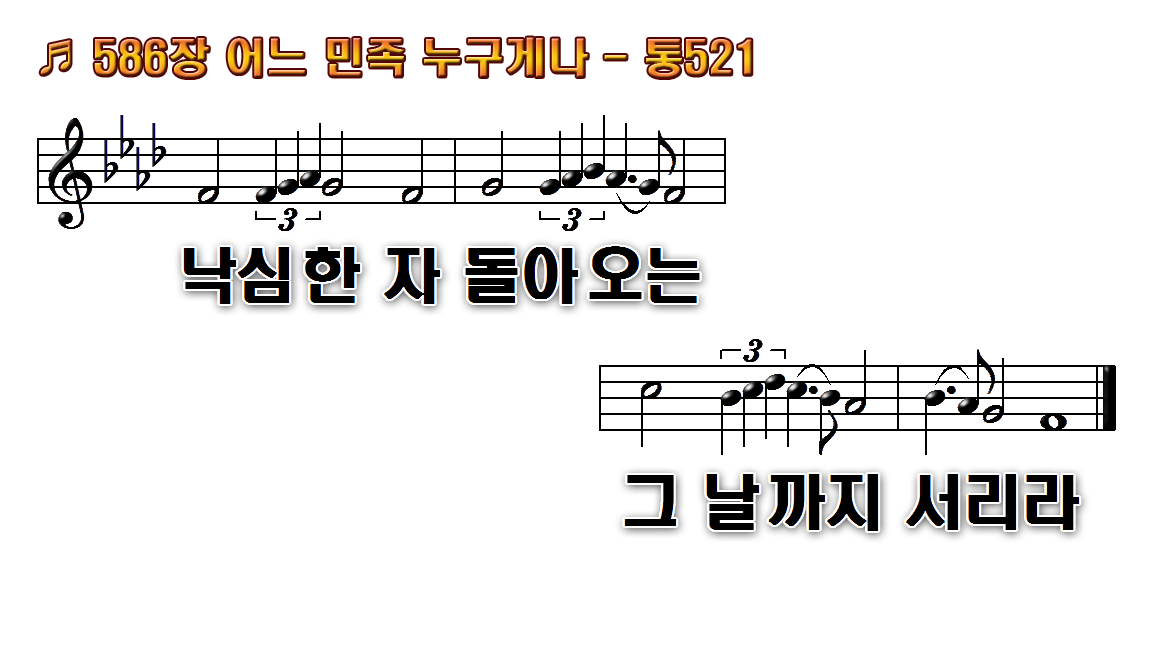 ♬ 586장 어느 민족 누구게나 - 통521
3 3
낙심한 자 돌아오는
3
그 날까지 서리라